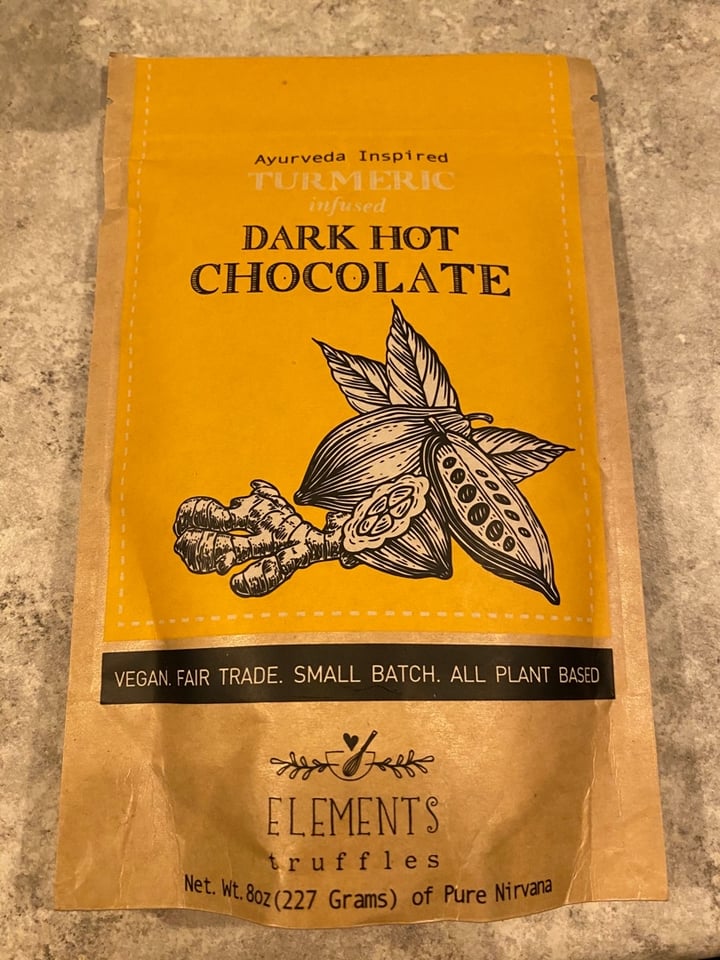 Ayurveda Inspired
TURMERIC
infused
DARK HOT
CHOCOLATE
VEGAN. FAIR TRADE. SMALL BATCH. ALL PLANT BASED
ELEMENTS
truffles
Net. Wt. 8oz (227 Grams) of Pure Nirvana